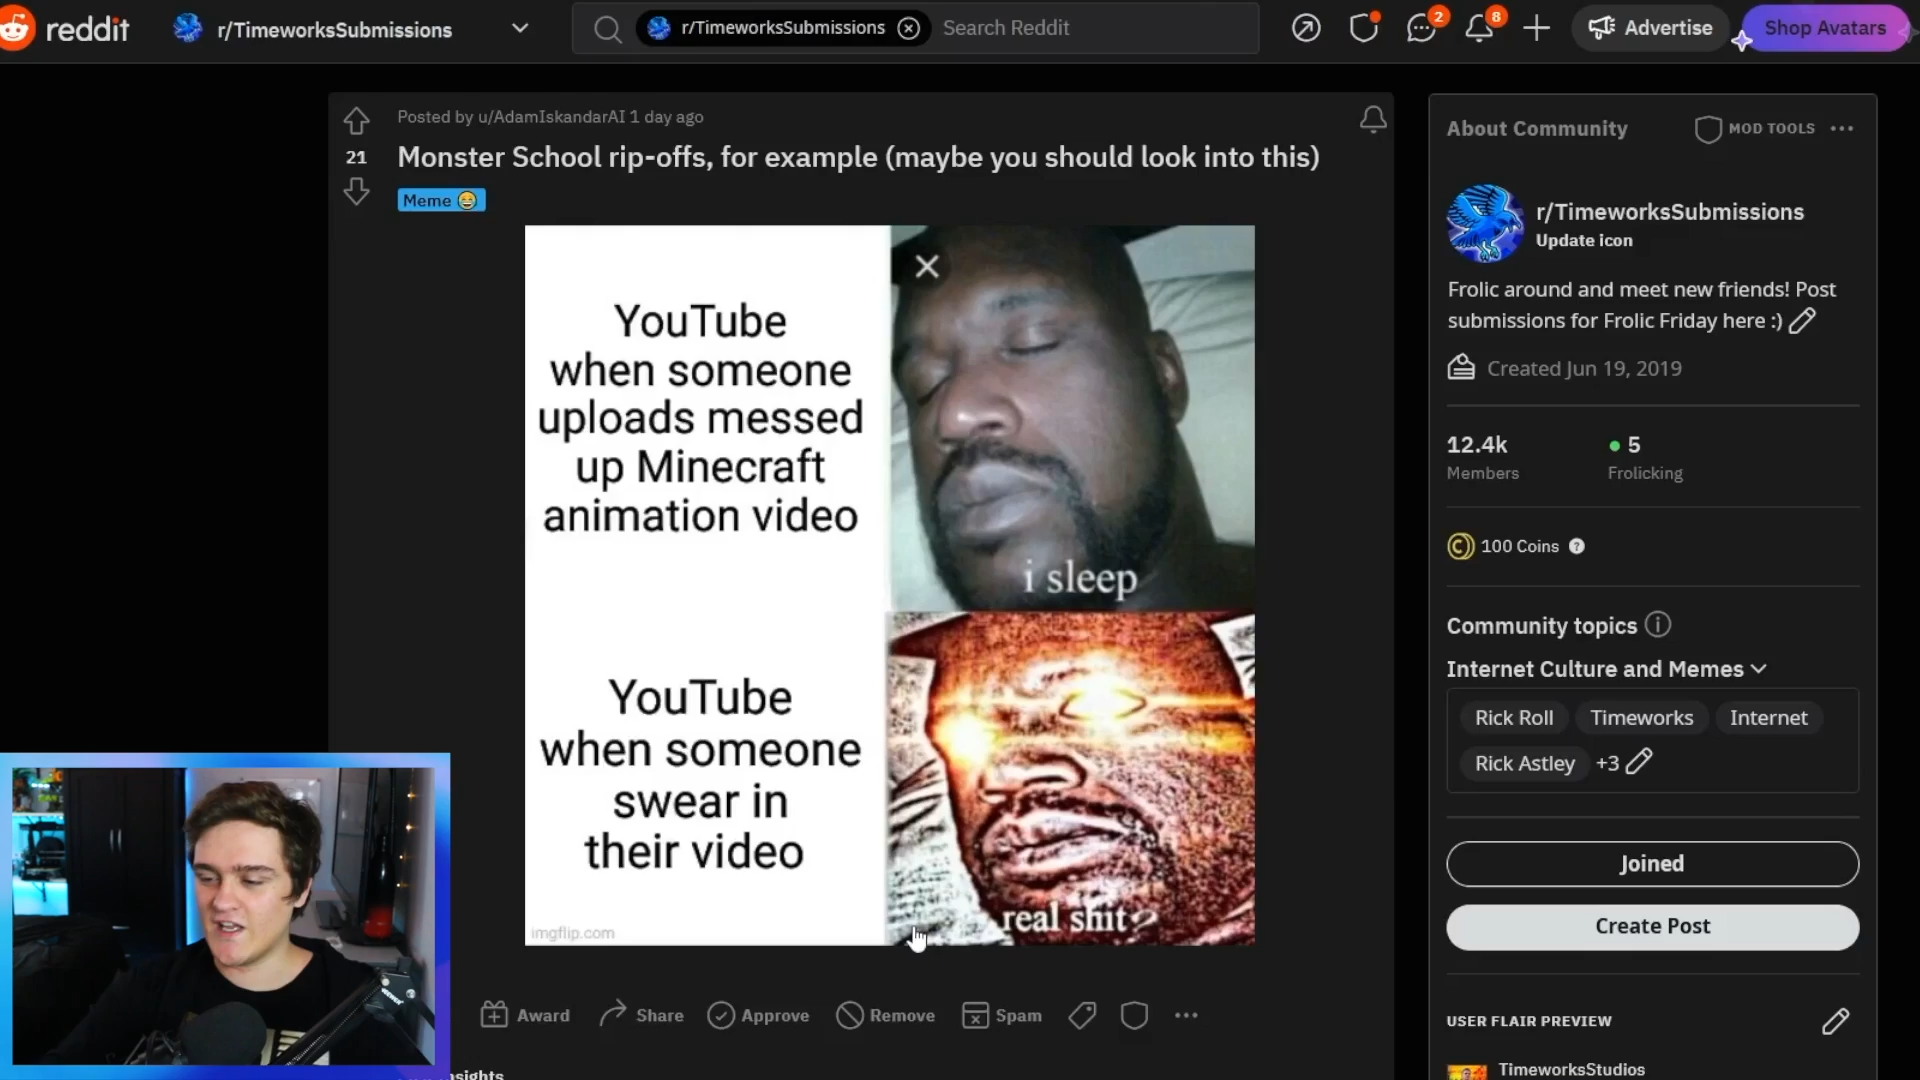 reddit
r/TimeworksSubmissions
r/TimeworksSubmissions
Search Reddit
2
8
Advertise
Shop Avatars
Posted by u/AdamIskandarAI 1 day ago
21
Monster School rip-offs, for example (maybe you should look into this)
Meme 😄
YouTube
when someone
uploads messed
up Minecraft
animation video
i sleep
YouTube
when someone
swear in
their video
real shit?
imgflip.com
Award
Share
Approve
Remove
Spam
About Community
MOD TOOLS
r/TimeworksSubmissions
Update icon
Frolic around and meet new friends! Post
submissions for Frolic Friday here :)
Created Jun 19, 2019
12.4k
Members
5
Frolicking
100 Coins
Community topics
Internet Culture and Memes
Rick Roll
Timeworks
Internet
Rick Astley
+3
Joined
Create Post
USER FLAIR PREVIEW
TimeworksStudios